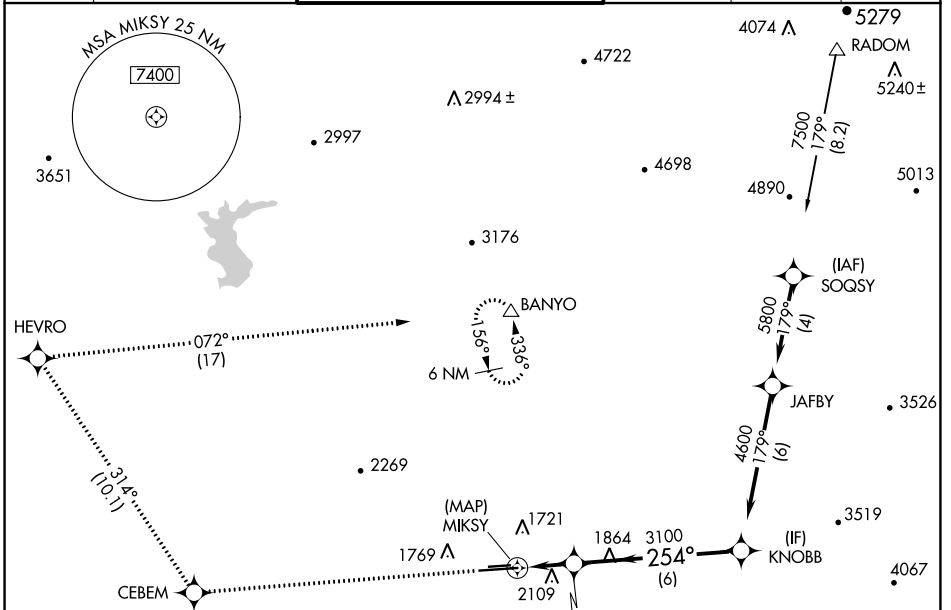 MSA MIKSY 25 NM
7400
4074
5279
RADOM
4722
2994 ±
5240 ±
2997
7500
179°
(8.2)
3651
4698
4890
5013
3176
(IAF)
SOQSY
BANYO
5800
179°
(4)
HEVRO
072°
(17)
156°
336°
6 NM
JAFBY
3526
4600
179°
(6)
314°
(10.1)
2269
(MAP)
MIKSY
1721
3519
1769
1864
3100
254°
(6)
(IF)
KNOBB
2109
4067
CEBEM